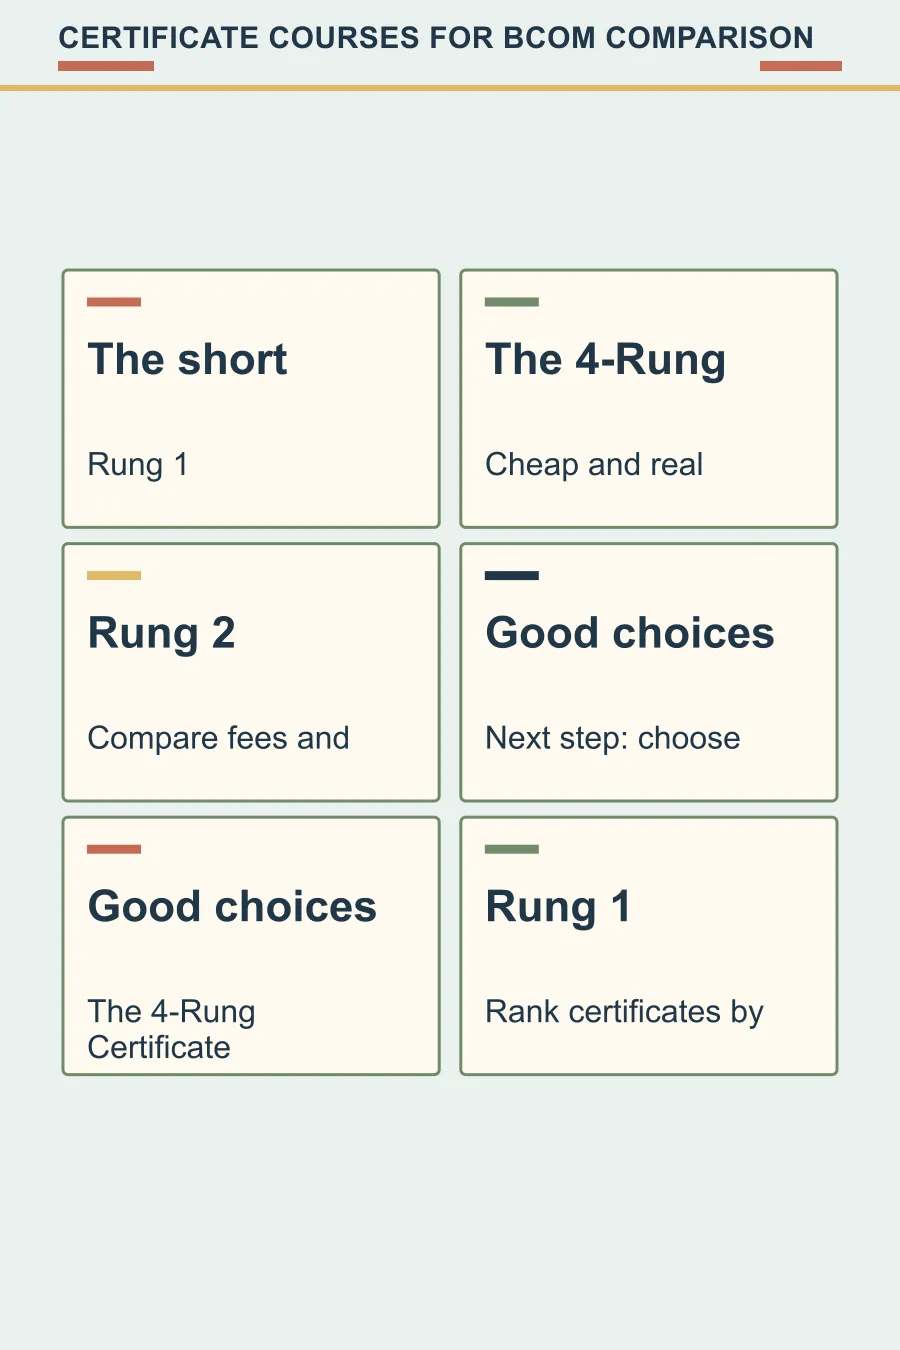 CERTIFICATE COURSES FOR BCOM COMPARISON
The short
Rung 1
The 4-Rung
Cheap and real
Rung 2
Compare fees and
Good choices
Next step: choose
Good choices
The 4-Rung
Certificate
Rung 1
Rank certificates by